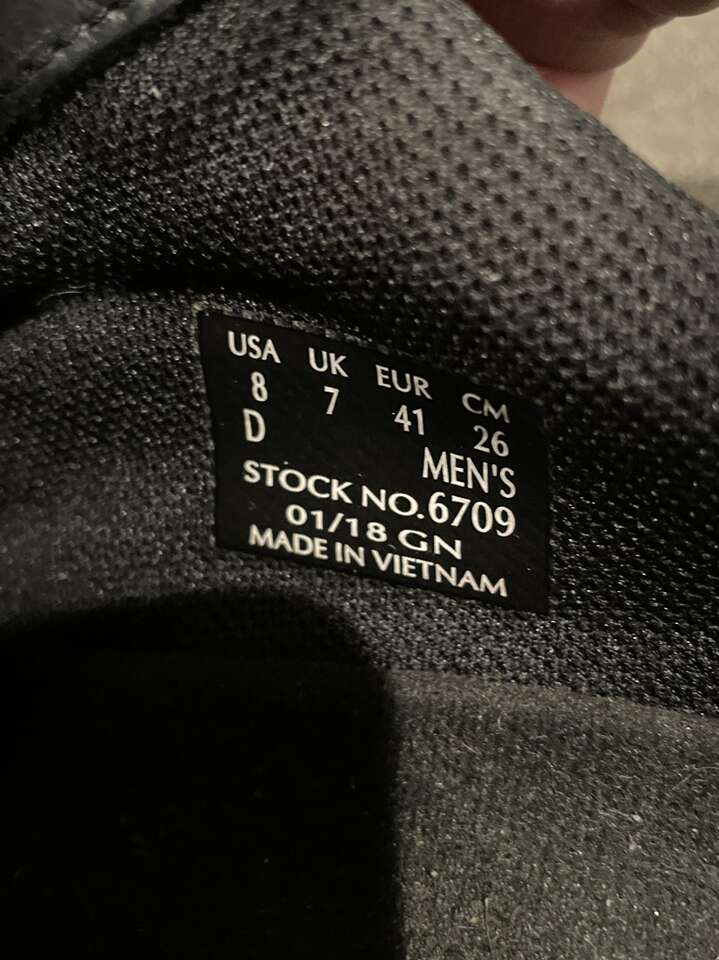 USA UK EUR CM
8 7 41 26
D MEN'S
STOCK NO.6709
01/18 GN
MADE IN VIETNAM